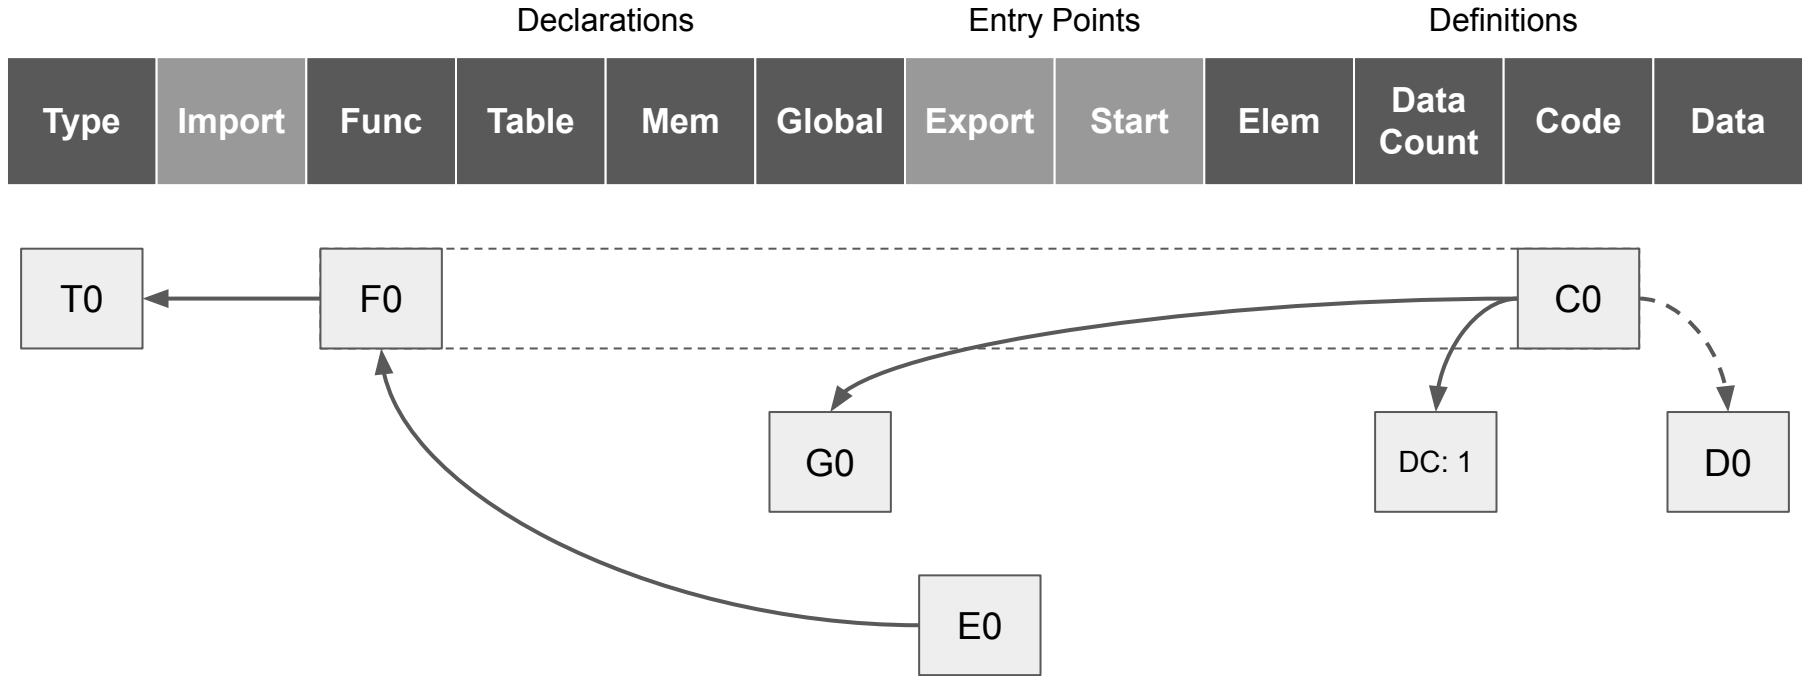 Declarations
Entry Points
Definitions
Type
Import
Func
Table
Mem
Global
Export
Start
Elem
Data
Count
Code
Data
T0
F0
C0
G0
DC: 1
D0
E0